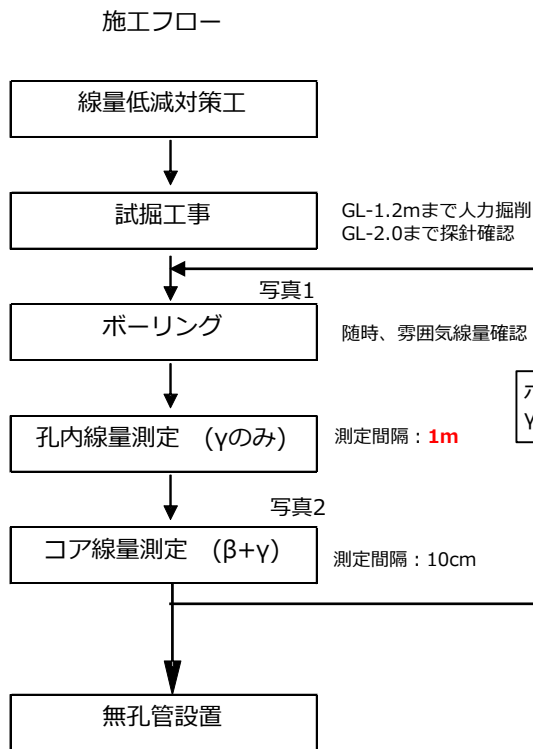 施工フロー
線量低減対策工
試掘工事
GL-1.2mまで人力掘削
GL-2.0まで探針確認
写真1
ボーリング
随時、雰囲気線量確認
孔内線量測定 (γのみ)
測定間隔：1m
写真2
コア線量測定 (β+γ)
測定間隔：10cm
無孔管設置